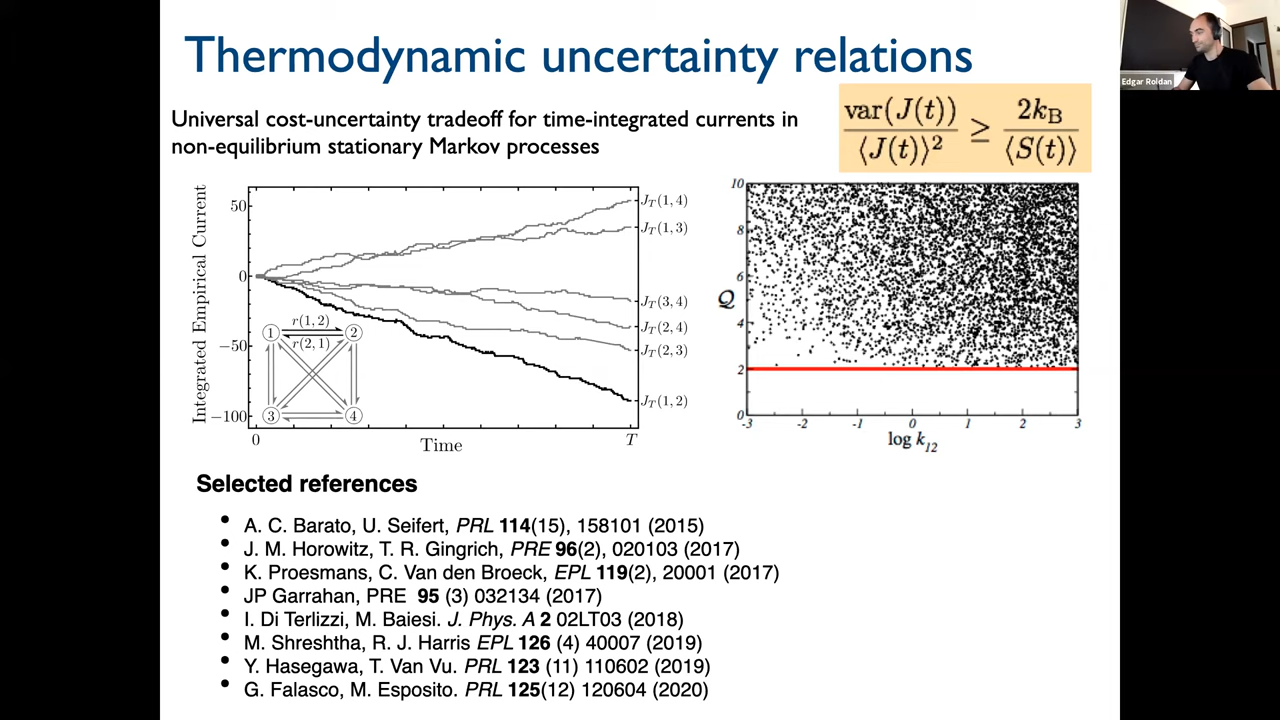 Thermodynamic uncertainty relations
Edgar Roldan
Universal cost-uncertainty tradeoff for time-integrated currents in
non-equilibrium stationary Markov processes
var(J(t)) / ⟨J(t)⟩² ≥ 2k_B / ⟨S(t)⟩
Integrated Empirical Current
50
0
−50
−100
J_T(1,4)
J_T(1,3)
J_T(3,4)
J_T(2,4)
J_T(2,3)
J_T(1,2)
r(1,2)
1 2
r(2,1)
3 4
0 T
Time
Q
10
8
6
4
2
0
-3 -2 -1 0 1 2 3
log k_12
Selected references
• A. C. Barato, U. Seifert, PRL 114(15), 158101 (2015)
• J. M. Horowitz, T. R. Gingrich, PRE 96(2), 020103 (2017)
• K. Proesmans, C. Van den Broeck, EPL 119(2), 20001 (2017)
• JP Garrahan, PRE 95 (3) 032134 (2017)
• I. Di Terlizzi, M. Baiesi. J. Phys. A 2 02LT03 (2018)
• M. Shreshtha, R. J. Harris EPL 126 (4) 40007 (2019)
• Y. Hasegawa, T. Van Vu. PRL 123 (11) 110602 (2019)
• G. Falasco, M. Esposito. PRL 125(12) 120604 (2020)